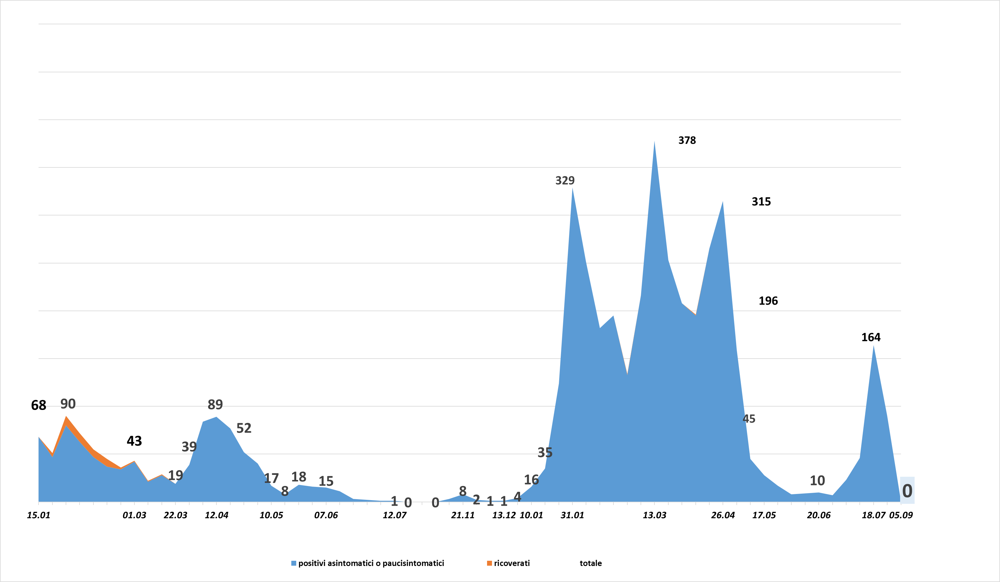 378
329
315
196
164
68 90 89
45
52
43
39
35
19 17 18 15 16 10
8 8 0
1 0 0 2 1 1 4
15.01 01.03 22.03 12.04 10.05 07.06 12.07 21.11 13.12 10.01 31.01 13.03 26.04 17.05 20.06 18.07 05.09
positivi asintomatici o paucisintomatici ricoverati totale